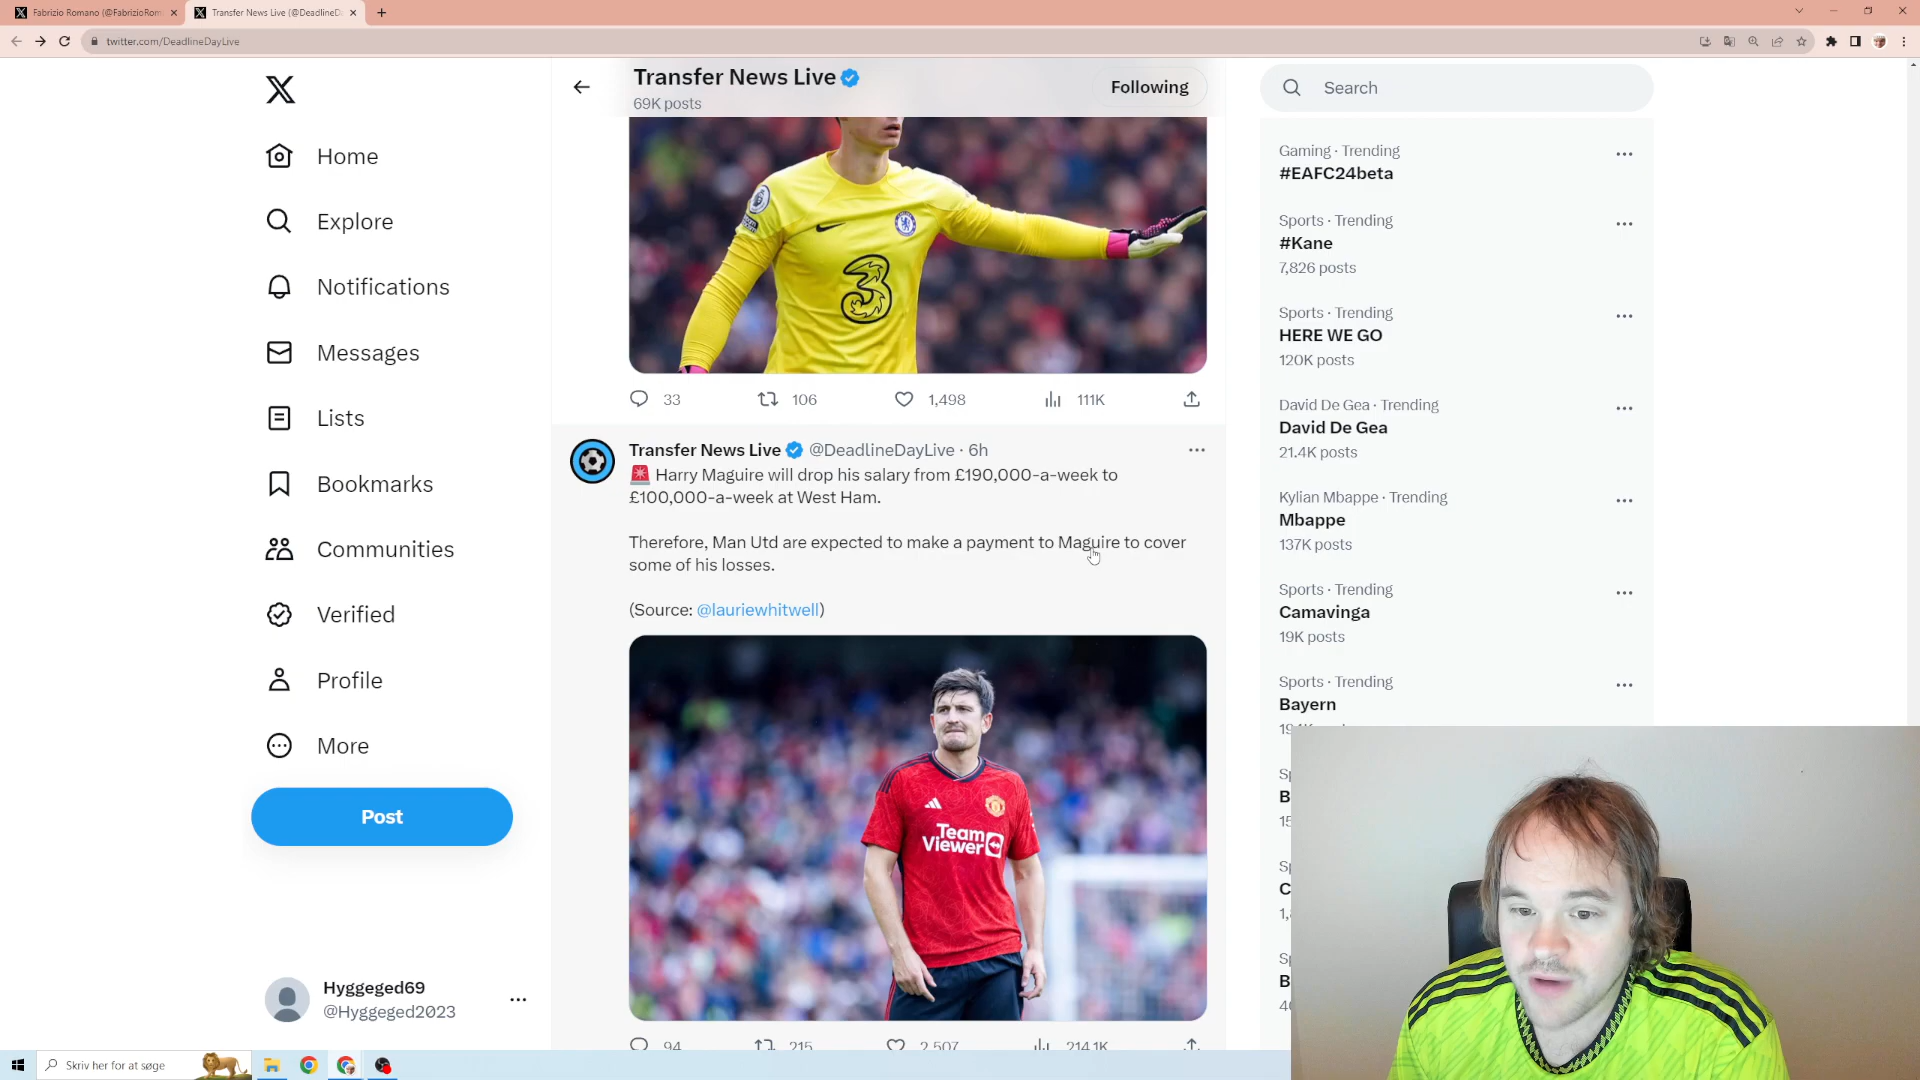 Fabrizio Romano (@FabrizioRom
Transfer News Live (@DeadlineDa
twitter.com/DeadlineDayLive
X
Home
Explore
Notifications
Messages
Lists
Bookmarks
Communities
Verified
Profile
More
Post
Hyggeged69
@Hyggeged2023
Transfer News Live
69K posts
Following
3
33
106
1,498
111K
Transfer News Live @DeadlineDayLive · 6h
Harry Maguire will drop his salary from £190,000-a-week to
£100,000-a-week at West Ham.
Therefore, Man Utd are expected to make a payment to Maguire to cover
some of his losses.
(Source: @lauriewhitwell)
Team
Viewer
94
215
2,507
214.1K
Search
Gaming · Trending
#EAFC24beta
Sports · Trending
#Kane
7,826 posts
Sports · Trending
HERE WE GO
120K posts
David De Gea · Trending
David De Gea
21.4K posts
Kylian Mbappe · Trending
Mbappe
137K posts
Sports · Trending
Camavinga
19K posts
Sports · Trending
Bayern
Skriv her for at søge